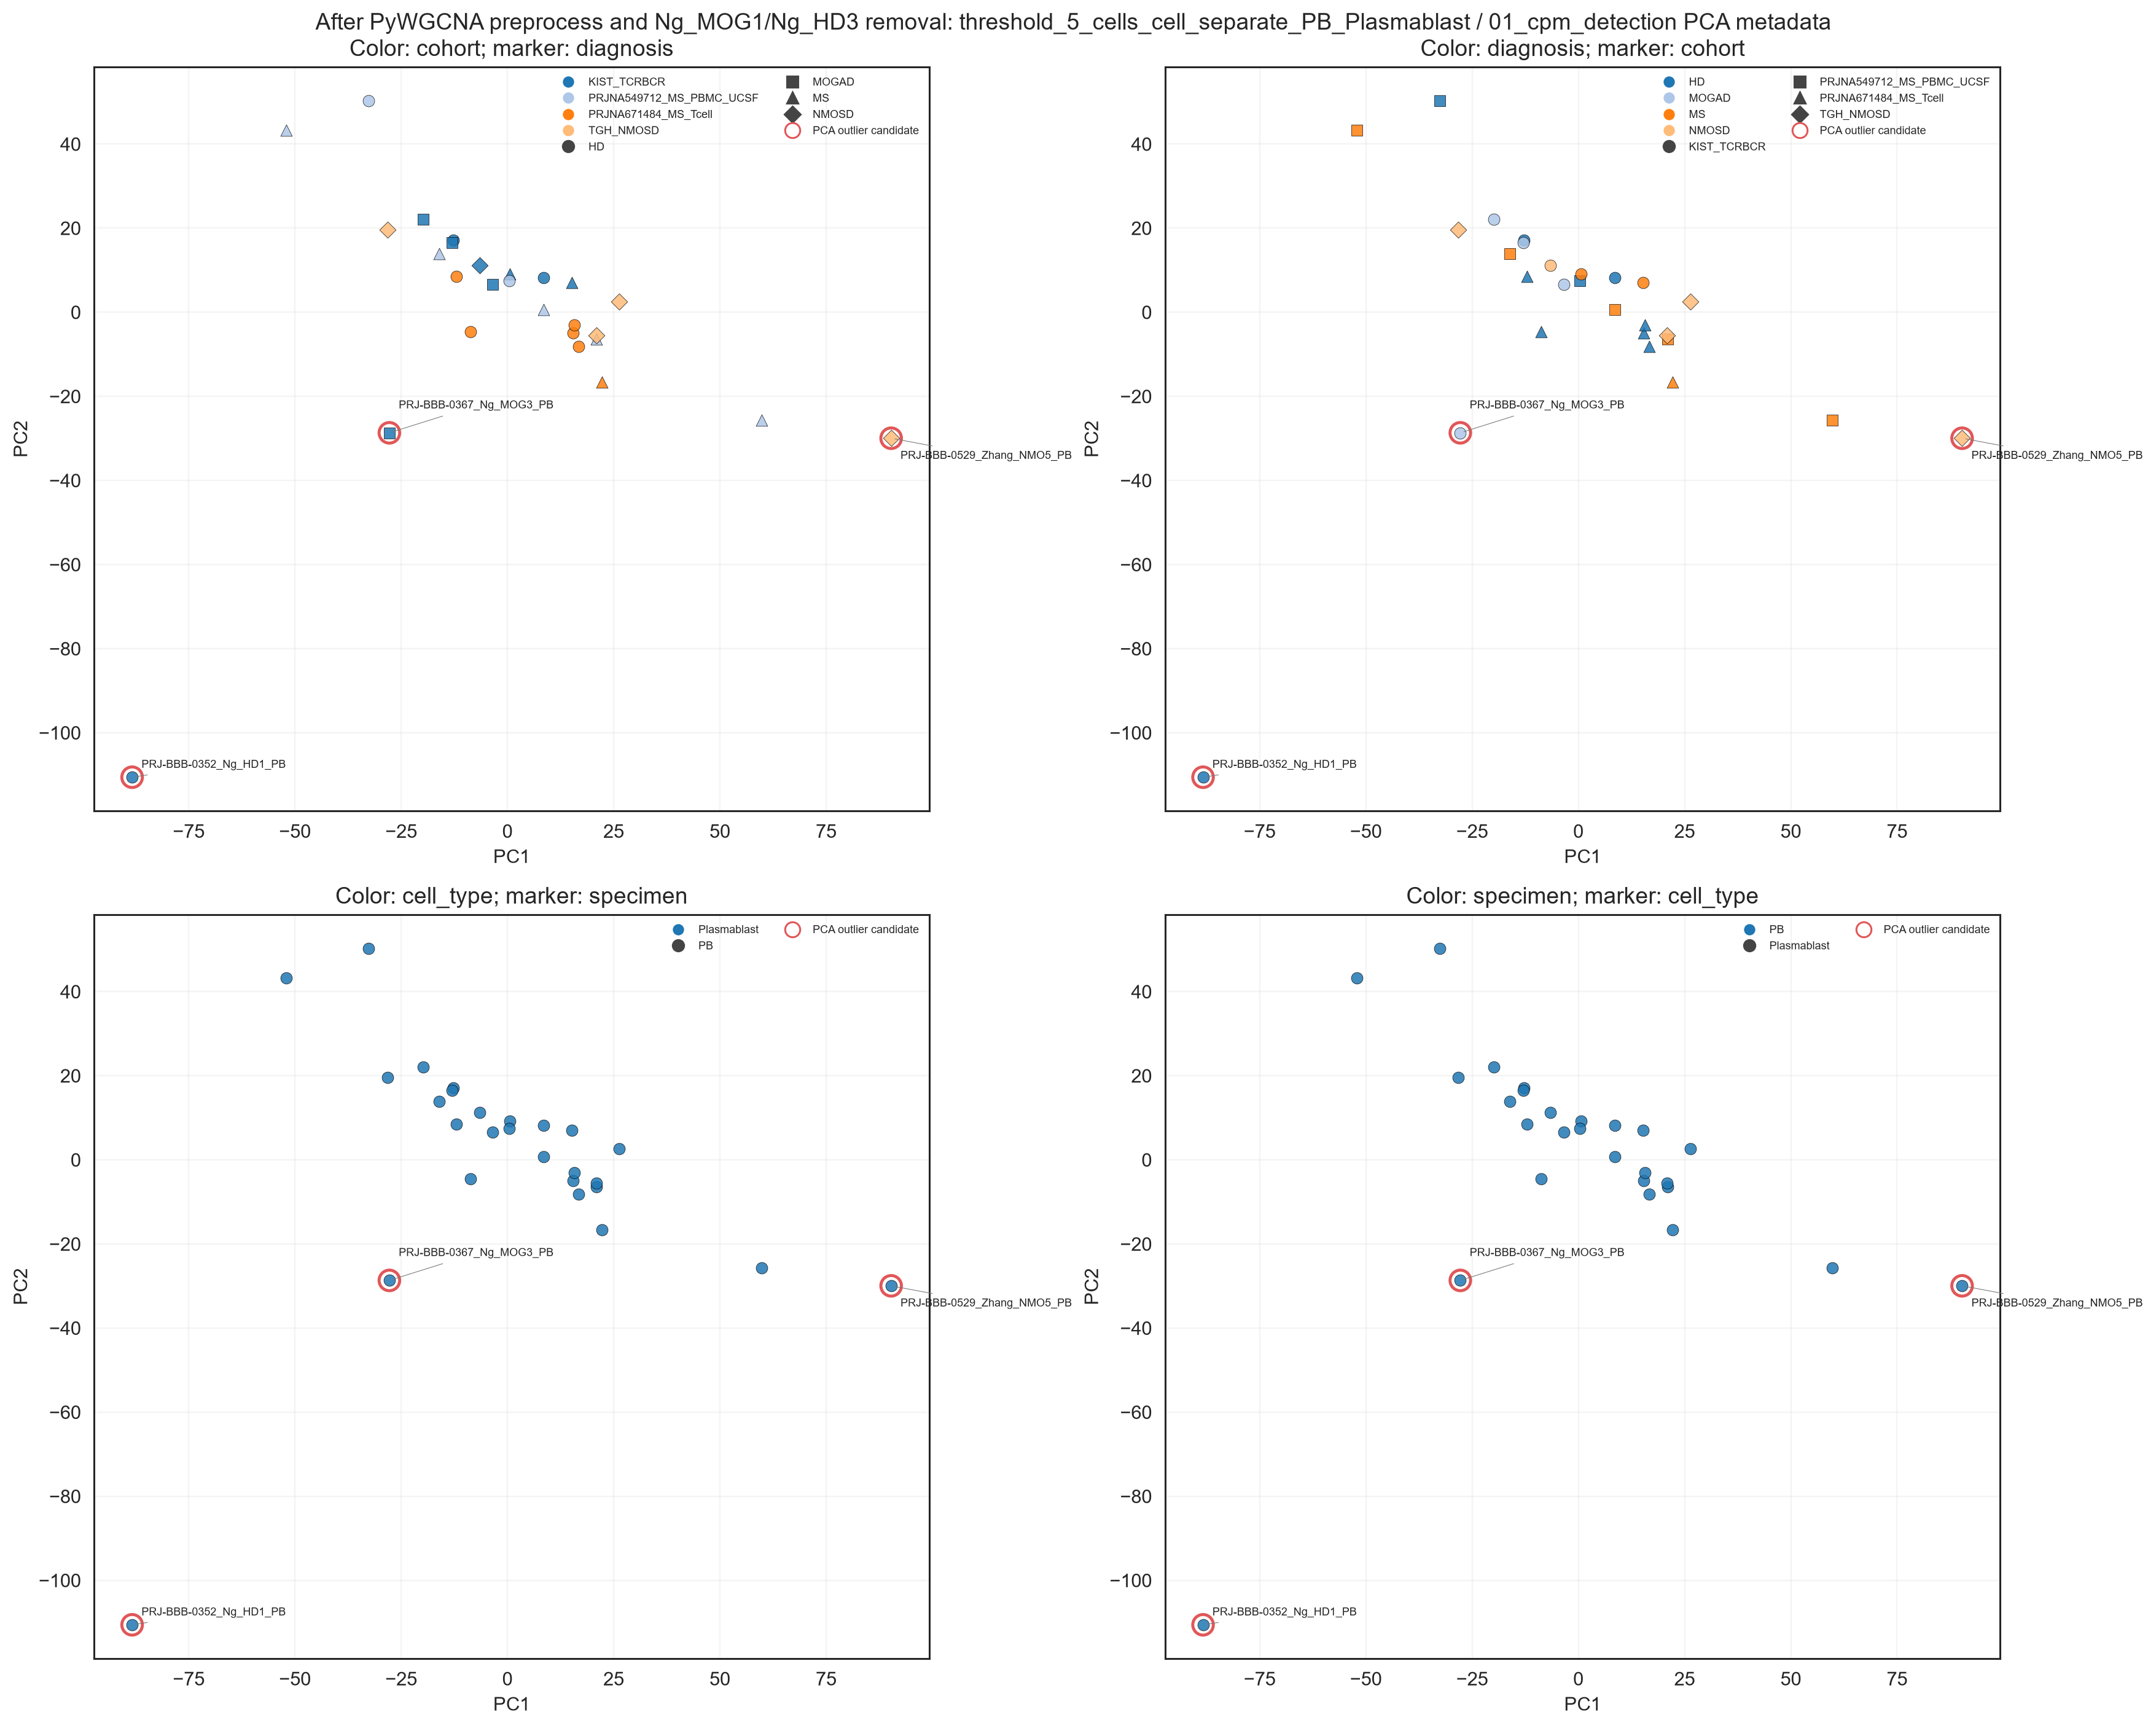 After PyWGCNA preprocess and Ng_MOG1/Ng_HD3 removal: threshold_5_cells_cell_separate_PB_Plasmablast / 01_cpm_detection PCA metadata
Color: cohort; marker: diagnosis
KIST_TCRBCR
PRJNA549712_MS_PBMC_UCSF
PRJNA671484_MS_Tcell
TGH_NMOSD
HD
MOGAD
MS
NMOSD
PCA outlier candidate
40
20
0
−20
−40
−60
−80
−100
PC2
PRJ-BBB-0367_Ng_MOG3_PB
PRJ-BBB-0529_Zhang_NMO5_PB
PRJ-BBB-0352_Ng_HD1_PB
−75 −50 −25 0 25 50 75
PC1
Color: diagnosis; marker: cohort
HD
MOGAD
MS
NMOSD
KIST_TCRBCR
PRJNA549712_MS_PBMC_UCSF
PRJNA671484_MS_Tcell
TGH_NMOSD
PCA outlier candidate
40
20
0
−20
−40
−60
−80
−100
PC2
PRJ-BBB-0367_Ng_MOG3_PB
PRJ-BBB-0529_Zhang_NMO5_PB
PRJ-BBB-0352_Ng_HD1_PB
−75 −50 −25 0 25 50 75
PC1
Color: cell_type; marker: specimen
Plasmablast
PB
PCA outlier candidate
40
20
0
−20
−40
−60
−80
−100
PC2
PRJ-BBB-0367_Ng_MOG3_PB
PRJ-BBB-0529_Zhang_NMO5_PB
PRJ-BBB-0352_Ng_HD1_PB
−75 −50 −25 0 25 50 75
PC1
Color: specimen; marker: cell_type
PB
Plasmablast
PCA outlier candidate
40
20
0
−20
−40
−60
−80
−100
PC2
PRJ-BBB-0367_Ng_MOG3_PB
PRJ-BBB-0529_Zhang_NMO5_PB
PRJ-BBB-0352_Ng_HD1_PB
−75 −50 −25 0 25 50 75
PC1